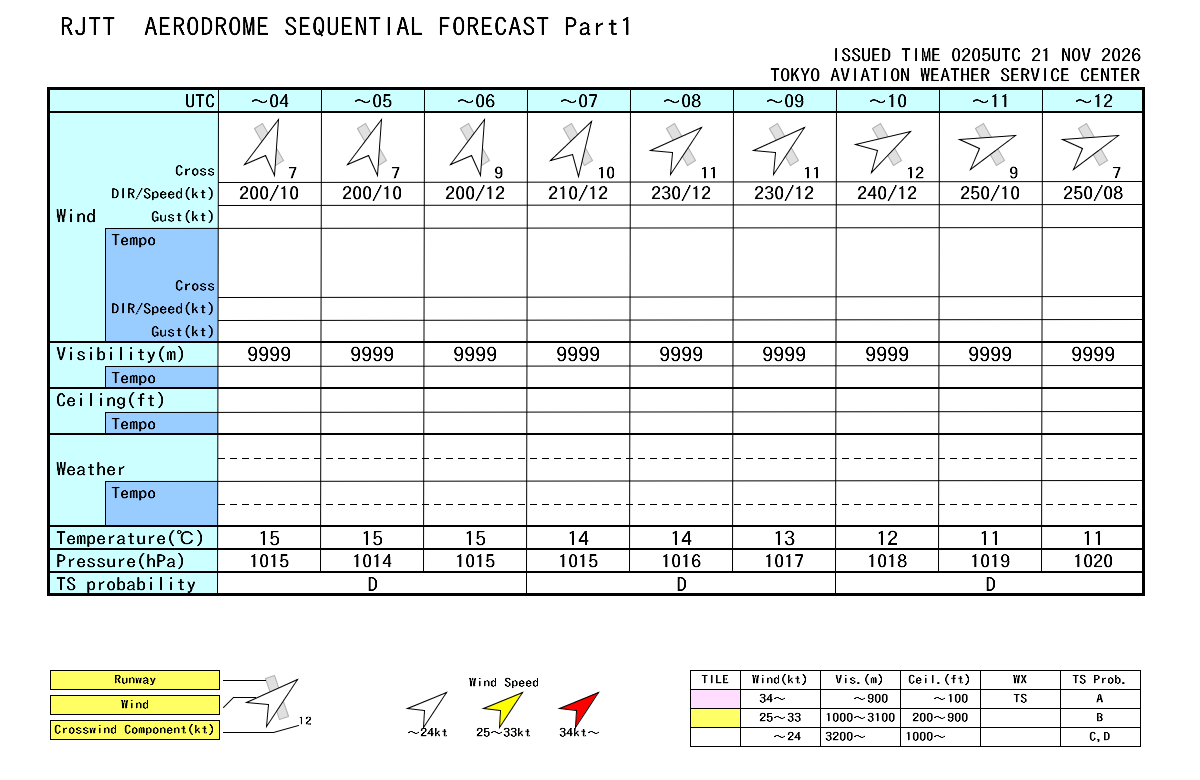 RJTT AERODROME SEQUENTIAL FORECAST Part1
ISSUED TIME 0205UTC 21 NOV 2026
TOKYO AVIATION WEATHER SERVICE CENTER
UTC ～04 ～05 ～06 ～07 ～08 ～09 ～10 ～11 ～12
Cross 7 7 9 10 11 11 12 9 7
DIR/Speed(kt) 200/10 200/10 200/12 210/12 230/12 230/12 240/12 250/10 250/08
Wind Gust(kt)
Tempo
Cross
DIR/Speed(kt)
Gust(kt)
Visibility(m) 9999 9999 9999 9999 9999 9999 9999 9999 9999
Tempo
Ceiling(ft)
Tempo
Weather
Tempo
Temperature(℃) 15 15 15 14 14 13 12 11 11
Pressure(hPa) 1015 1014 1015 1015 1016 1017 1018 1019 1020
TS probability D D D
Runway
Wind
Crosswind Component(kt)
12
Wind Speed
～24kt 25～33kt 34kt～
TILE Wind(kt) Vis.(m) Ceil.(ft) WX TS Prob.
34～ ～900 ～100 TS A
25～33 1000～3100 200～900 B
～24 3200～ 1000～ C,D